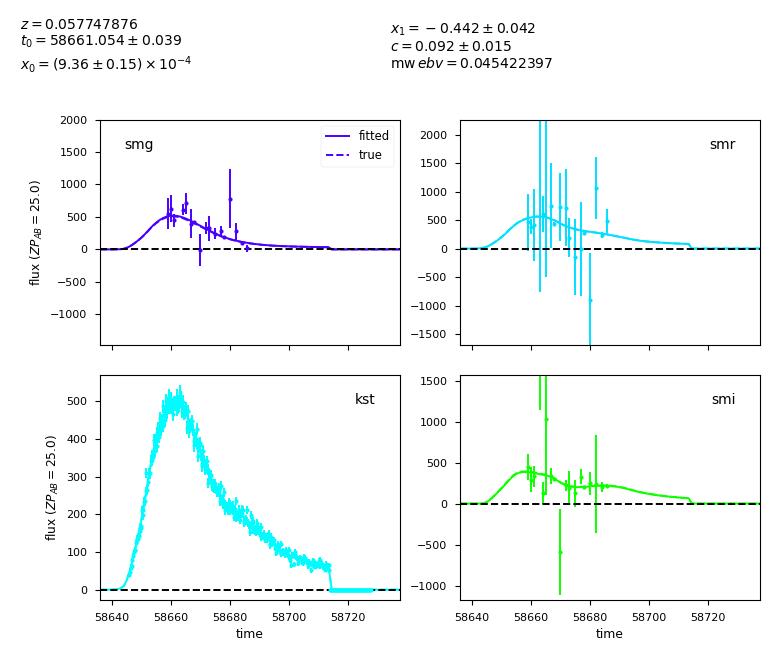 z = 0.057747876
t₀ = 58661.054 ± 0.039
x₀ = (9.36 ± 0.15) × 10⁻⁴
x₁ = −0.442 ± 0.042
c = 0.092 ± 0.015
mw ebv = 0.045422397
2000
1500
1000
500
0
−500
−1000
flux (ZP_AB = 25.0)
smg
fitted
true
2000
1500
1000
500
0
−500
−1000
−1500
smr
500
400
300
200
100
0
flux (ZP_AB = 25.0)
kst
58640 58660 58680 58700 58720
time
1500
1000
500
0
−500
−1000
smi
58640 58660 58680 58700 58720
time